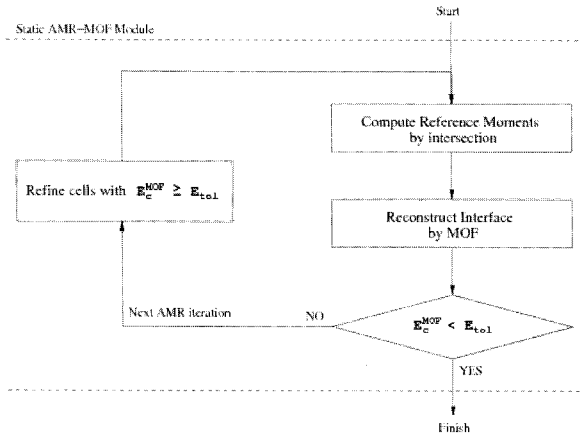 Start
Static AMR−MOF Module
Compute Reference Moments
by intersection
Refine cells with E_c^MOF ≥ E_tol
Reconstruct Interface
by MOF
Next AMR iteration
NO
E_c^MOF < E_tol
YES
Finish